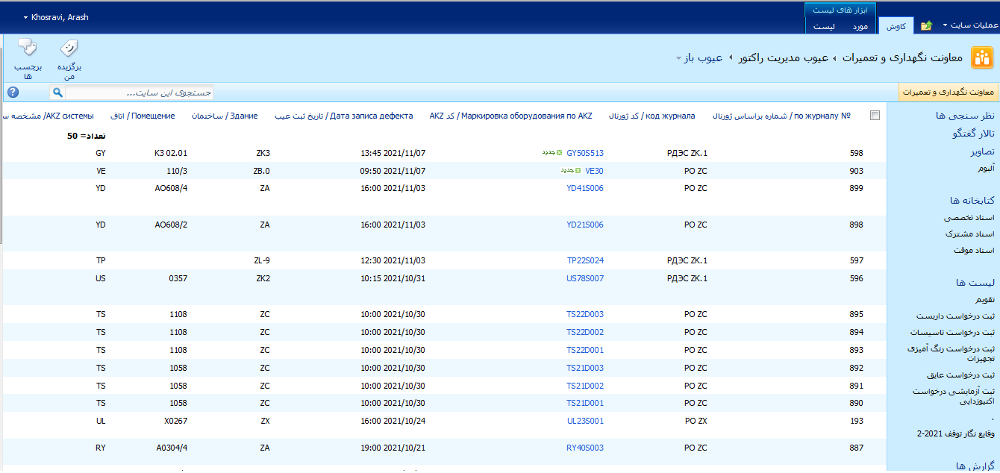 عملیات سایت
کاوش
ابزار های لیست
مورد
لیست
Khosravi, Arash
معاونت نگهداری و تعمیرات
عیوب مدیریت راکتور
عیوب باز
برگزیده من
برچسب ها
معاونت نگهداری و تعمیرات
جستجوی این سایت...
نظر سنجی ها
تالار گفتگو
تصاویر
آلبوم
کتابخانه ها
اسناد تخصصی
اسناد مشترک
اسناد موقت
لیست ها
تقویم
ثبت درخواست داربست
ثبت درخواست تاسیسات
ثبت درخواست رنگ آمیزی
تجهیزات
ثبت درخواست عایق
ثبت آزمایشی درخواست
اکتیوزدایی
.
وقایع نگار توقف 2021-2
گزارش ها
№ по журналу / شماره براساس ژورنال
код журнала / کد ژورنال
Маркировка оборудования по AKZ / کد AKZ
Дата записа дефекта / تاریخ ثبت عیب
Здание / ساختمان
Помещение / اتاق
AKZ سیستمی/ مشخصه
تعداد= 50
598 РДЭС ZK.1 GY50S513 جدید 2021/11/07 13:45 ZK3 K3 02.01 GY
903 РО ZC VE30 جدید 2021/11/07 09:50 ZB.0 110/3 VE
899 РО ZC YD41S006 2021/11/03 16:00 ZA AO608/4 YD
898 РО ZC YD21S006 2021/11/03 16:00 ZA AO608/2 YD
597 РДЭС ZK.1 TP22S024 2021/11/03 12:30 ZL-9 TP
596 РДЭС ZK.1 US78S007 2021/10/31 10:15 ZK2 0357 US
895 РО ZC TS22D003 2021/10/30 10:00 ZC 1108 TS
894 РО ZC TS22D002 2021/10/30 10:00 ZC 1108 TS
893 РО ZC TS22D001 2021/10/30 10:00 ZC 1108 TS
892 РО ZC TS21D003 2021/10/30 10:00 ZC 1058 TS
891 РО ZC TS21D002 2021/10/30 10:00 ZC 1058 TS
890 РО ZC TS21D001 2021/10/30 10:00 ZC 1058 TS
193 РО ZX UL23S001 2021/10/24 16:00 ZX X0267 UL
887 РО ZC RY40S003 2021/10/21 19:00 ZA A0304/4 RY